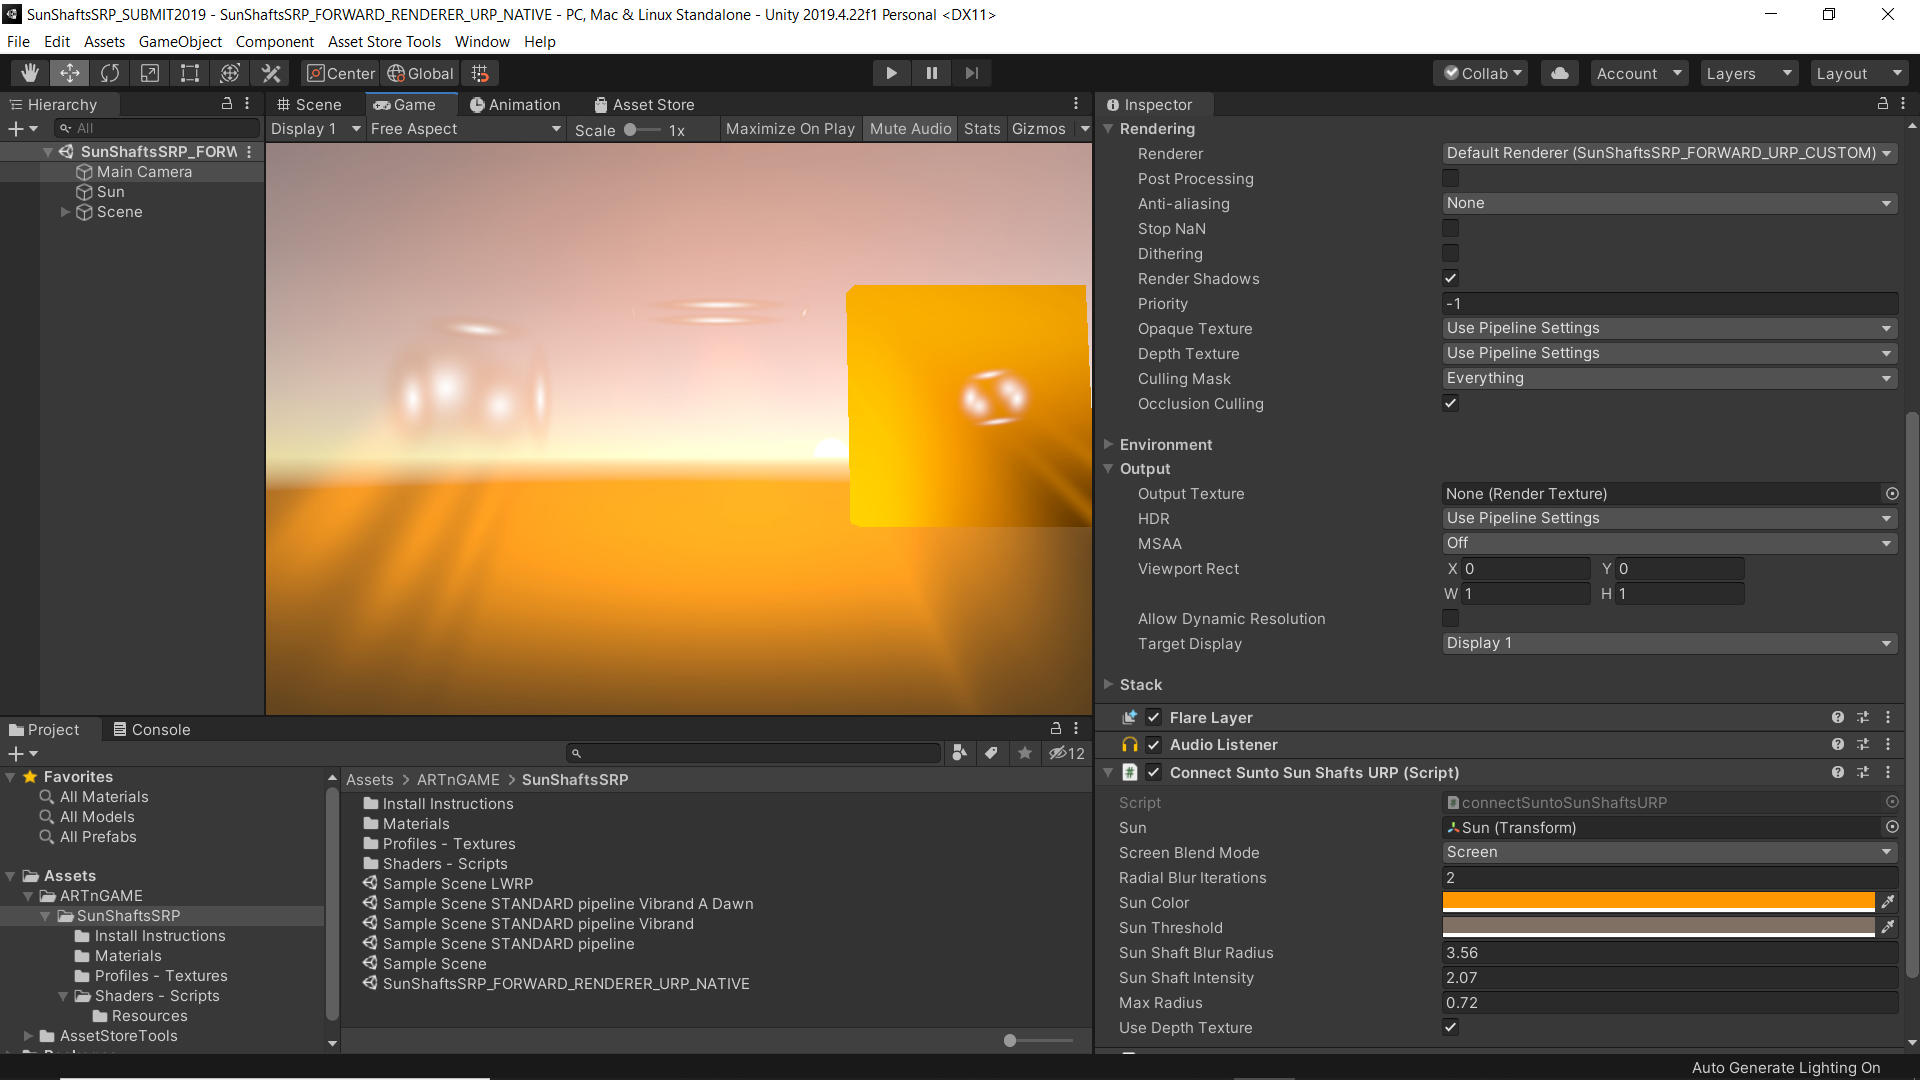 SunShaftsSRP_SUBMIT2019 - SunShaftsSRP_FORWARD_RENDERER_URP_NATIVE - PC, Mac & Linux Standalone - Unity 2019.4.22f1 Personal <DX11>
File Edit Assets GameObject Component Asset Store Tools Window Help
Center Global Collab Account Layers Layout
Hierarchy
All
SunShaftsSRP_FORW
Main Camera
Sun
Scene
Scene Game Animation Asset Store
Display 1 Free Aspect Scale 1x Maximize On Play Mute Audio Stats Gizmos
Inspector
Rendering
Renderer Default Renderer (SunShaftsSRP_FORWARD_URP_CUSTOM)
Post Processing
Anti-aliasing None
Stop NaN
Dithering
Render Shadows
Priority -1
Opaque Texture Use Pipeline Settings
Depth Texture Use Pipeline Settings
Culling Mask Everything
Occlusion Culling
Environment
Output
Output Texture None (Render Texture)
HDR Use Pipeline Settings
MSAA Off
Viewport Rect X 0 Y 0
W 1 H 1
Allow Dynamic Resolution
Target Display Display 1
Stack
Flare Layer
Audio Listener
Connect Sunto Sun Shafts URP (Script)
Script connectSuntoSunShaftsURP
Sun Sun (Transform)
Screen Blend Mode Screen
Radial Blur Iterations 2
Sun Color
Sun Threshold
Sun Shaft Blur Radius 3.56
Sun Shaft Intensity 2.07
Max Radius 0.72
Use Depth Texture
Project Console
12
Favorites
All Materials
All Models
All Prefabs
Assets
ARTnGAME
SunShaftsSRP
Install Instructions
Materials
Profiles - Textures
Shaders - Scripts
Resources
AssetStoreTools
Assets > ARTnGAME > SunShaftsSRP
Install Instructions
Materials
Profiles - Textures
Shaders - Scripts
Sample Scene LWRP
Sample Scene STANDARD pipeline Vibrand A Dawn
Sample Scene STANDARD pipeline Vibrand
Sample Scene STANDARD pipeline
Sample Scene
SunShaftsSRP_FORWARD_RENDERER_URP_NATIVE
Auto Generate Lighting On